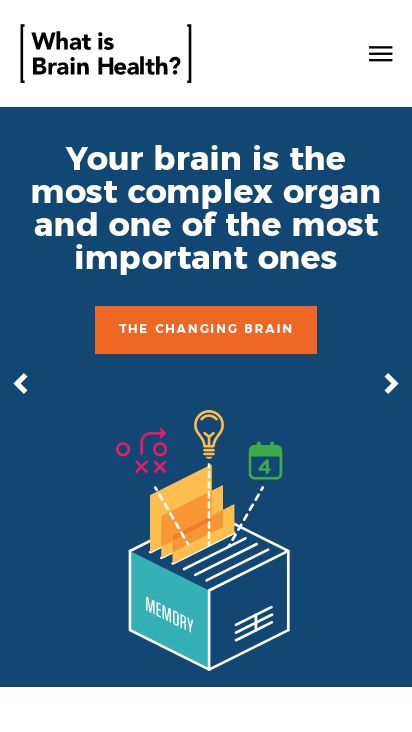 What is
Brain Health?
Your brain is the
most complex organ
and one of the most
important ones
THE CHANGING BRAIN
4
MEMORY